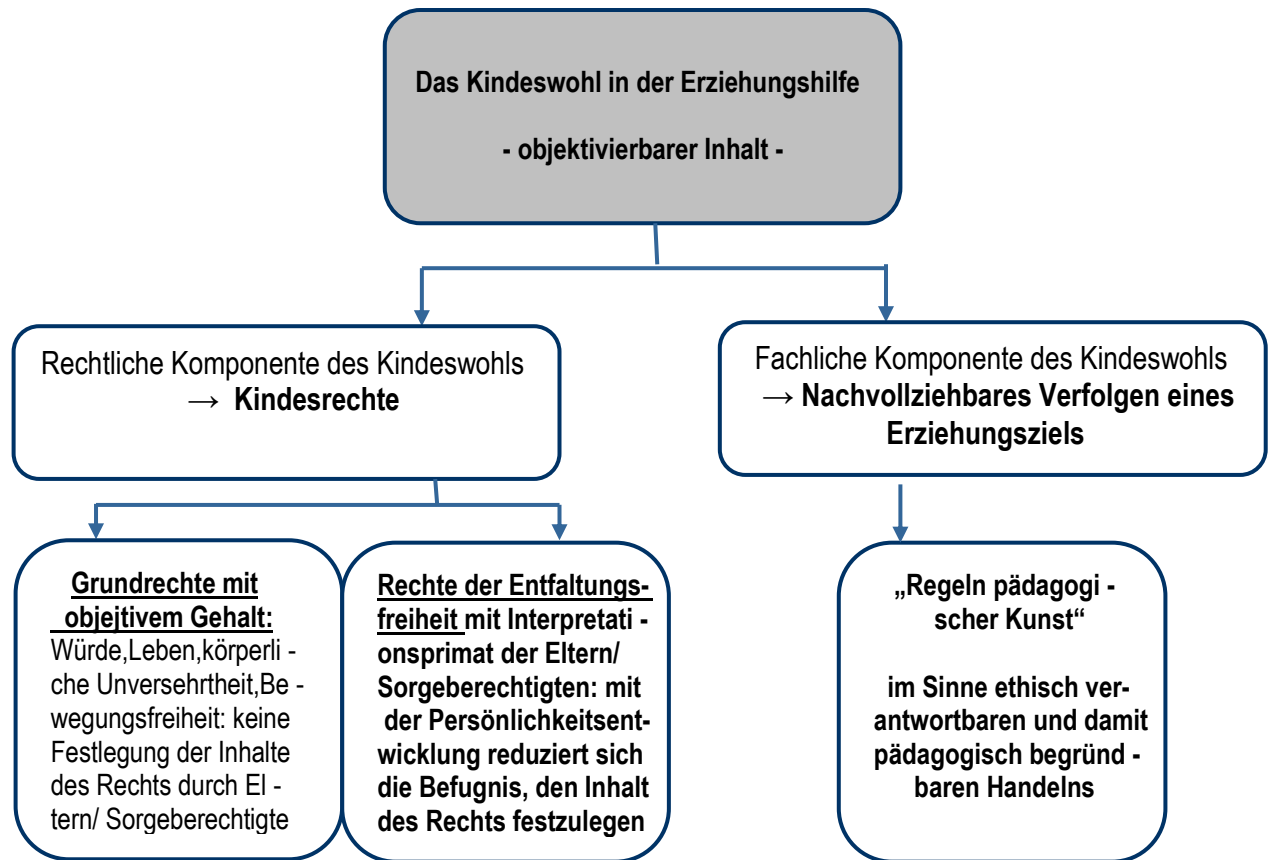 Das Kindeswohl in der Erziehungshilfe
- objektivierbarer Inhalt -
Rechtliche Komponente des Kindeswohls
→ Kindesrechte
Fachliche Komponente des Kindeswohls
→ Nachvollziehbares Verfolgen eines
Erziehungsziels
Grundrechte mit
objejtivem Gehalt:
Würde,Leben,körperli -
che Unversehrtheit,Be -
wegungsfreiheit: keine
Festlegung der Inhalte
des Rechts durch El -
tern/ Sorgeberechtigte
Rechte der Entfaltungs-
freiheit mit Interpretati -
onsprimat der Eltern/
Sorgeberechtigten: mit
der Persönlichkeitsent-
wicklung reduziert sich
die Befugnis, den Inhalt
des Rechts festzulegen
„Regeln pädagogi -
scher Kunst“
im Sinne ethisch ver-
antwortbaren und damit
pädagogisch begründ -
baren Handelns